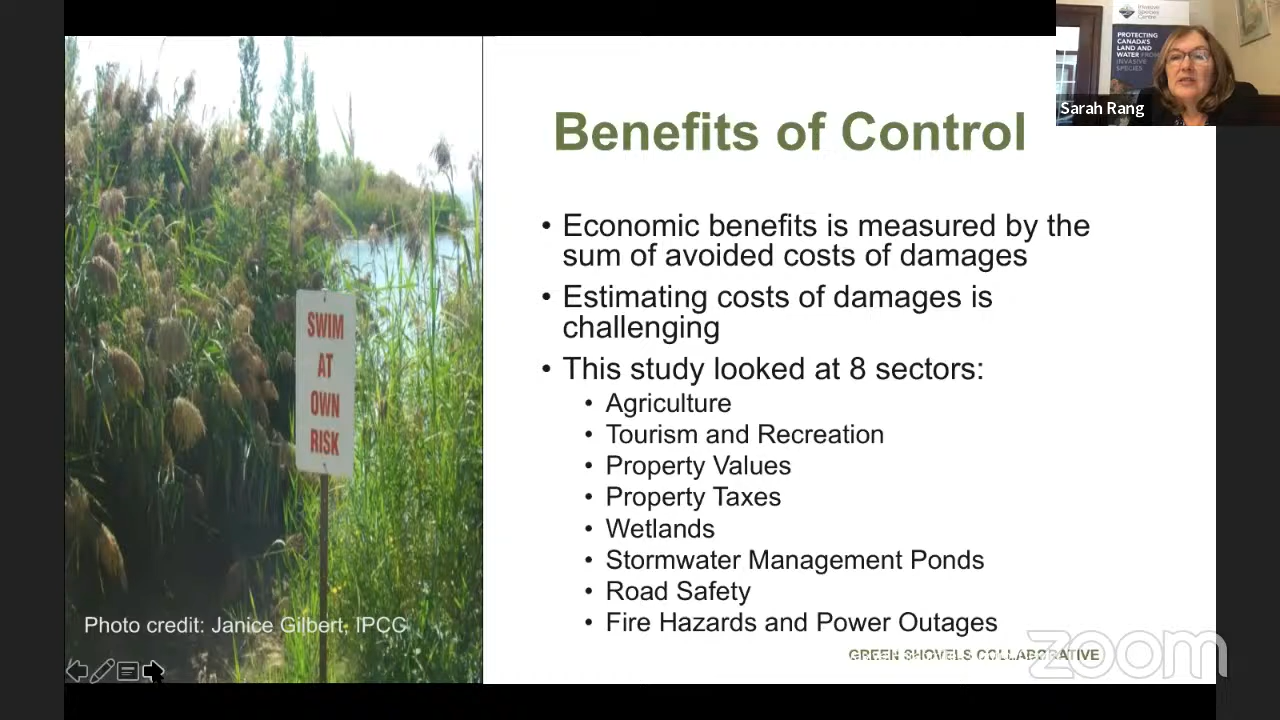 Invasive
Species
Centre
PROTECTING
CANADA'S
LAND AND
WATER FROM
INVASIVE
SPECIES
Sarah Rang
Benefits of Control
• Economic benefits is measured by the
sum of avoided costs of damages
• Estimating costs of damages is
challenging
• This study looked at 8 sectors:
• Agriculture
• Tourism and Recreation
• Property Values
• Property Taxes
• Wetlands
• Stormwater Management Ponds
• Road Safety
• Fire Hazards and Power Outages
SWIM
AT
OWN
RISK
Photo credit: Janice Gilbert, IPCG
GREEN SHOVELS COLLABORATIVE
zoom